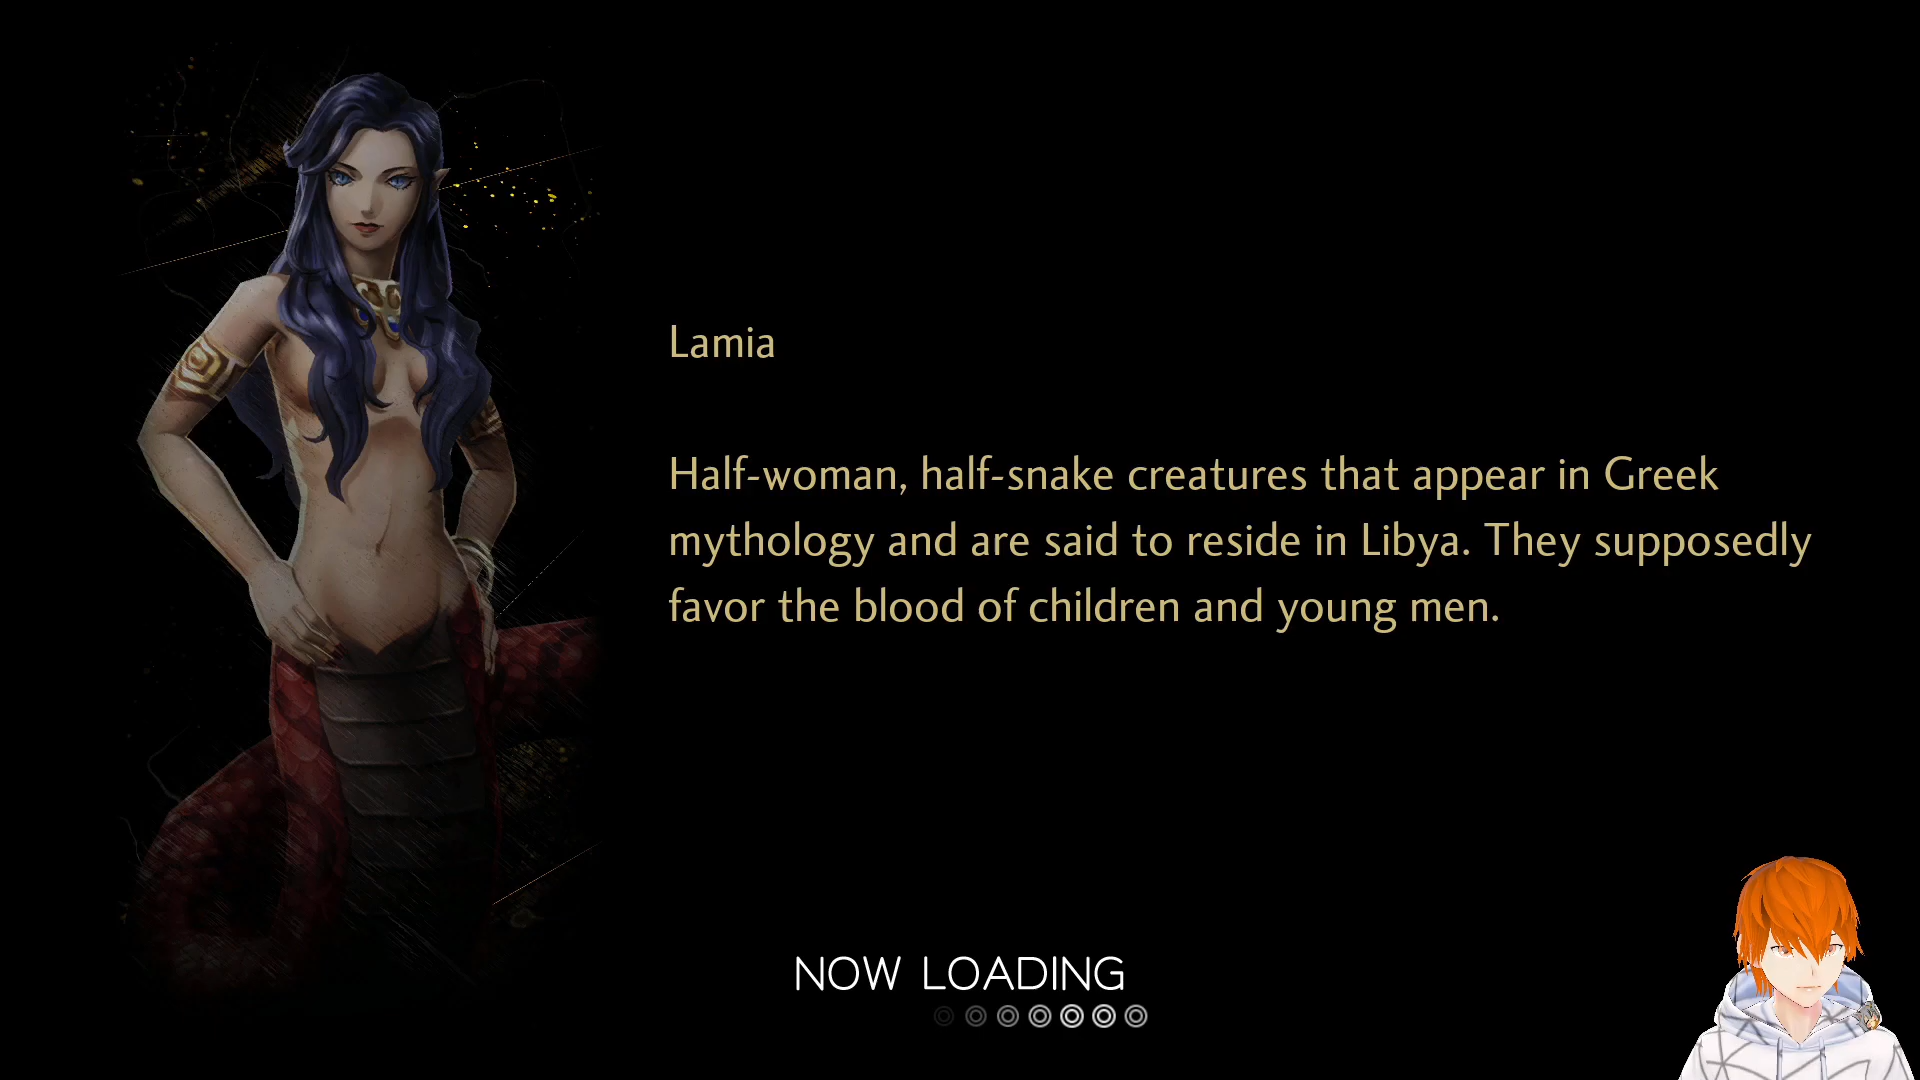 Lamia
Half-woman, half-snake creatures that appear in Greek
mythology and are said to reside in Libya. They supposedly
favor the blood of children and young men.
NOW LOADING